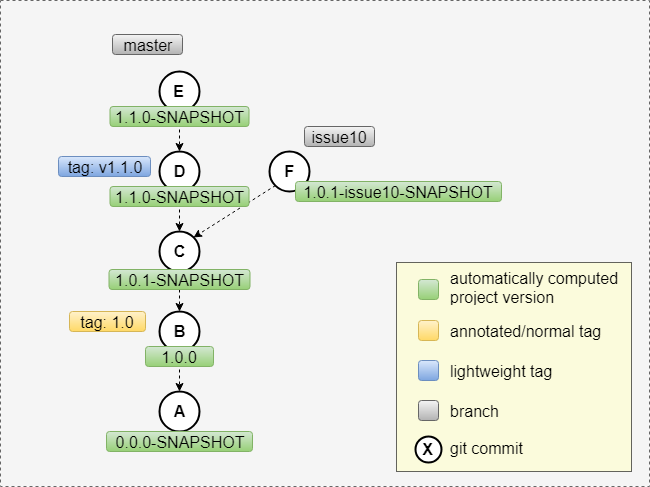 master
E
1.1.0-SNAPSHOT
issue10
tag: v1.1.0
D
F
1.1.0-SNAPSHOT
1.0.1-issue10-SNAPSHOT
C
1.0.1-SNAPSHOT
tag: 1.0
B
1.0.0
A
0.0.0-SNAPSHOT
automatically computed
project version
annotated/normal tag
lightweight tag
branch
X
git commit